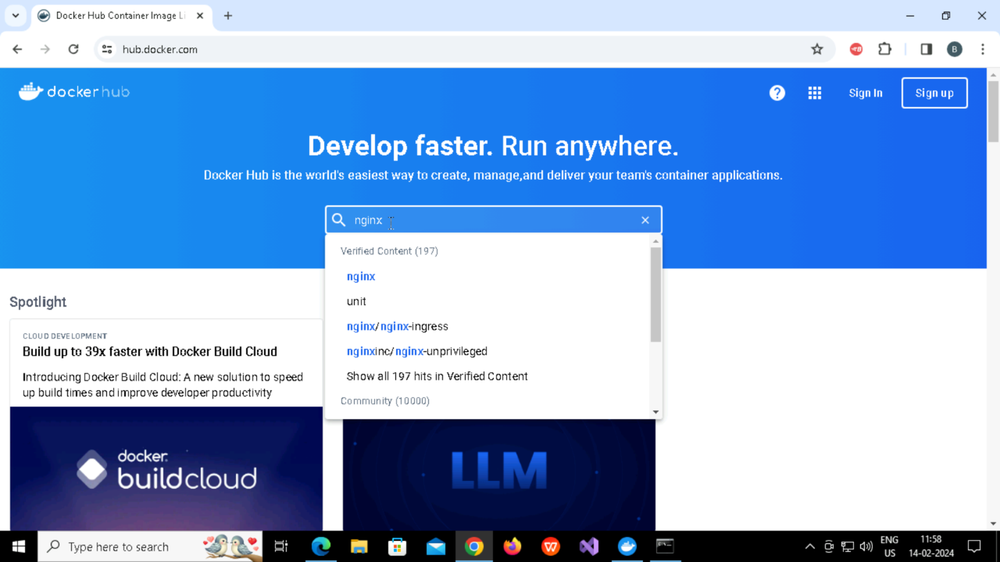 Docker Hub Container Image Li
hub.docker.com
B
dockerhub
Sign In
Sign up
Develop faster. Run anywhere.
Docker Hub is the world's easiest way to create, manage,and deliver your team's container applications.
nginx
Verified Content (197)
nginx
unit
nginx/nginx-ingress
nginxinc/nginx-unprivileged
Show all 197 hits in Verified Content
Community (10000)
Spotlight
CLOUD DEVELOPMENT
Build up to 39x faster with Docker Build Cloud
Introducing Docker Build Cloud: A new solution to speed
up build times and improve developer productivity
docker
buildcloud
LLM
Type here to search
ENG
US
11:58
14-02-2024